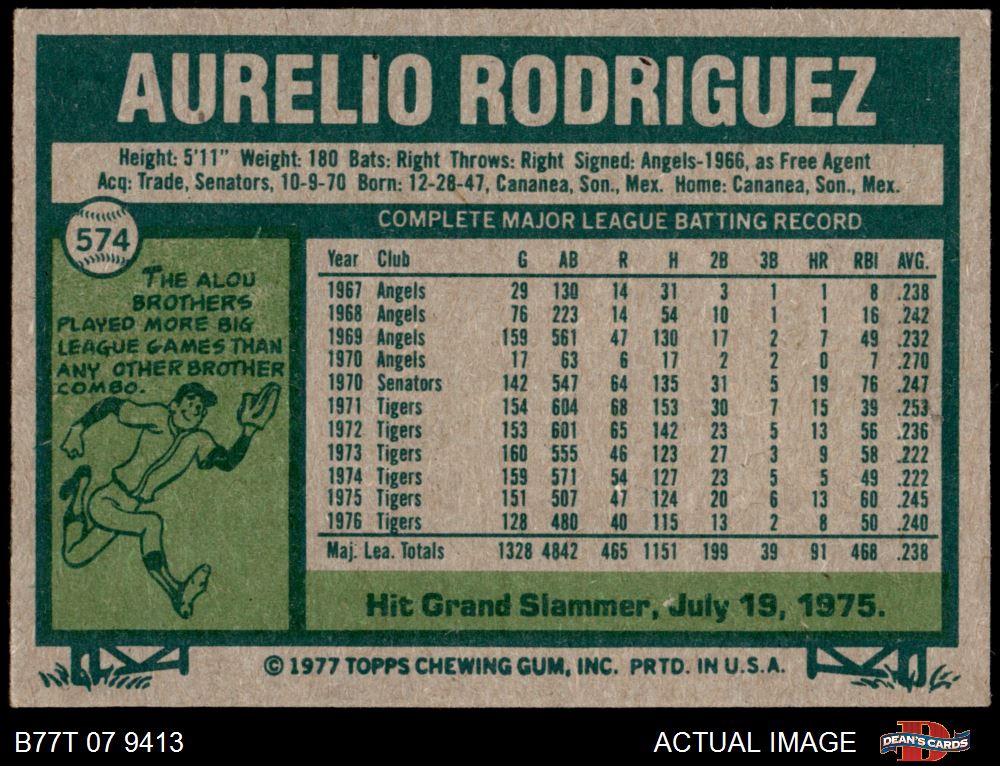 AURELIO RODRIGUEZ
Height: 5'11" Weight: 180 Bats: Right Throws: Right Signed: Angels-1966, as Free Agent
Acq: Trade, Senators, 10-9-70 Born: 12-28-47, Cananea, Son., Mex. Home: Cananea, Son., Mex.
574
COMPLETE MAJOR LEAGUE BATTING RECORD
THE ALOU
BROTHERS
PLAYED MORE BIG
LEAGUE GAMES THAN
ANY OTHER BROTHER
COMBO.
Year Club G AB R H 2B 3B HR RBI AVG.
1967 Angels 29 130 14 31 3 1 1 8 .238
1968 Angels 76 223 14 54 10 1 1 16 .242
1969 Angels 159 561 47 130 17 2 7 49 .232
1970 Angels 17 63 6 17 2 2 0 7 .270
1970 Senators 142 547 64 135 31 5 19 76 .247
1971 Tigers 154 604 68 153 30 7 15 39 .253
1972 Tigers 153 601 65 142 23 5 13 56 .236
1973 Tigers 160 555 46 123 27 3 9 58 .222
1974 Tigers 159 571 54 127 23 5 5 49 .222
1975 Tigers 151 507 47 124 20 6 13 60 .245
1976 Tigers 128 480 40 115 13 2 8 50 .240
Maj. Lea. Totals 1328 4842 465 1151 199 39 91 468 .238
Hit Grand Slammer, July 19, 1975.
© 1977 TOPPS CHEWING GUM, INC. PRTD. IN U.S.A.
B77T 07 9413
ACTUAL IMAGE
DEAN'S CARDS